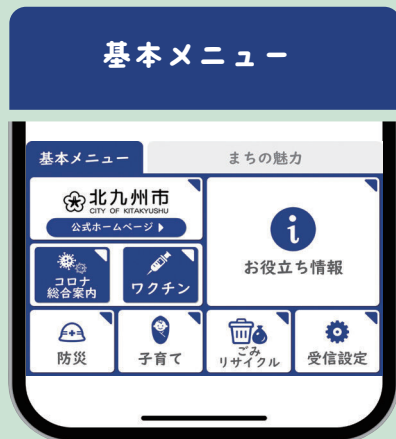 基本メニュー
基本メニュー
まちの魅力
北九州市
CITY OF KITAKYUSHU
公式ホームページ
お役立ち情報
コロナ
総合案内
ワクチン
防災
子育て
ごみ
リサイクル
受信設定